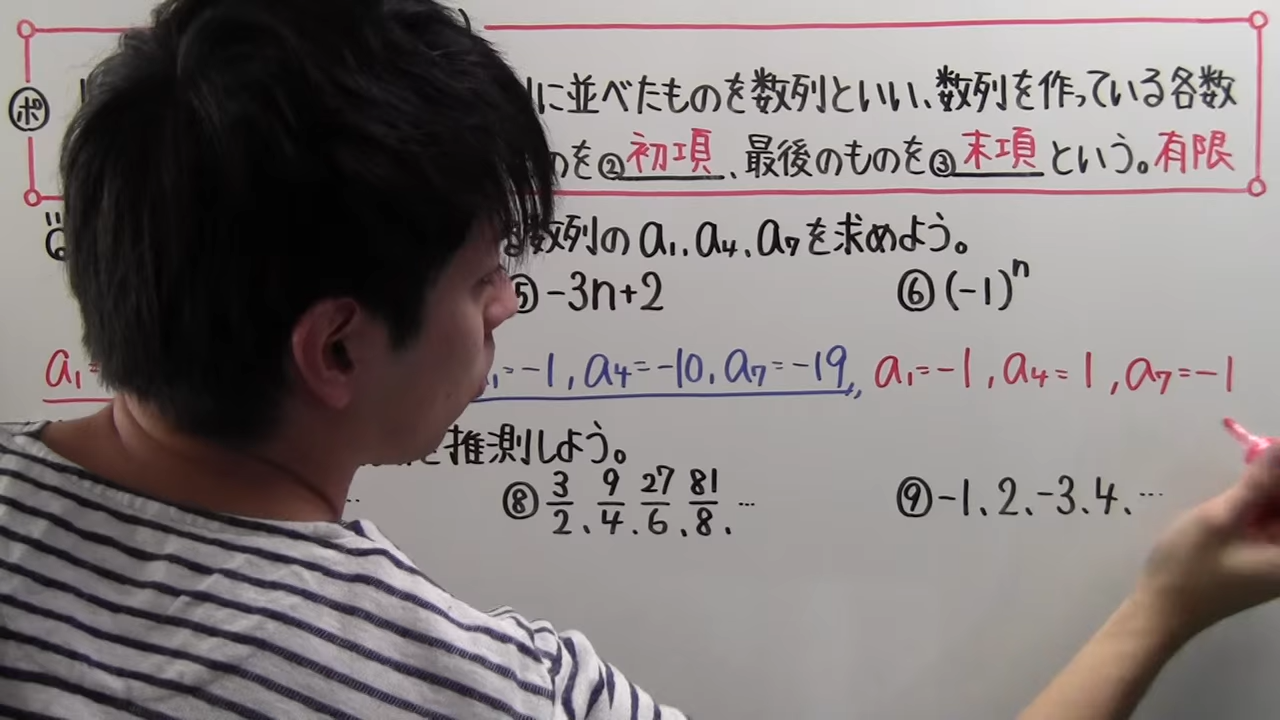 ポ に並べたものを数列といい、数列を作っている各数
のを②初項、最後のものを③末項という。有限
数列のa₁、a₄、a₇を求めよう。
⑤-3n+2 ⑥(-1)ⁿ
a₁= ₁=-1, a₄=-10, a₇=-19, a₁=-1, a₄=1, a₇=-1
を推測しよう。
… ⑧3/2、9/4、27/6、81/8、… ⑨-1、2、-3、4、…